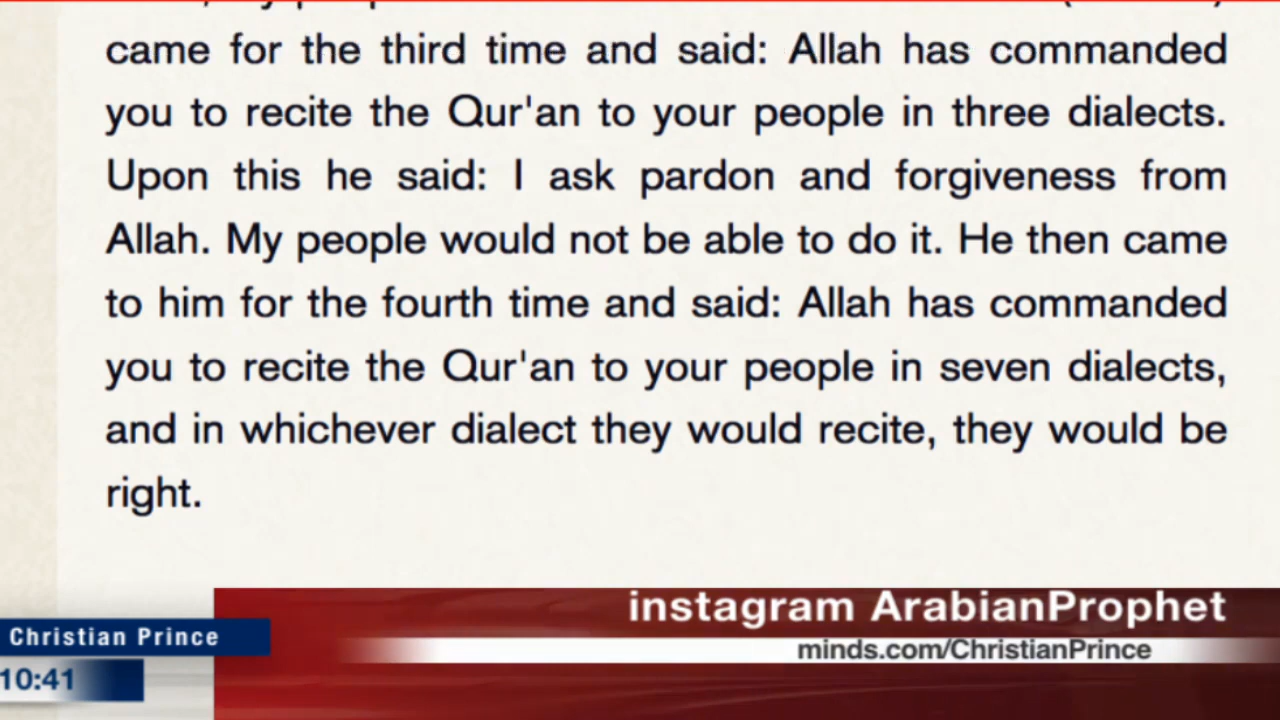 came for the third time and said: Allah has commanded
you to recite the Qur'an to your people in three dialects.
Upon this he said: I ask pardon and forgiveness from
Allah. My people would not be able to do it. He then came
to him for the fourth time and said: Allah has commanded
you to recite the Qur'an to your people in seven dialects,
and in whichever dialect they would recite, they would be
right.
instagram ArabianProphet
Christian Prince
minds.com/ChristianPrince
10:41